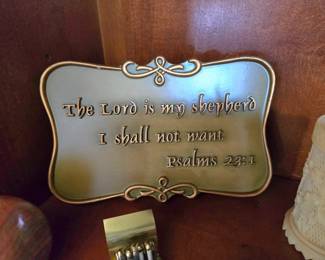 The Lord is my shepherd
I shall not want
Psalms 23:1